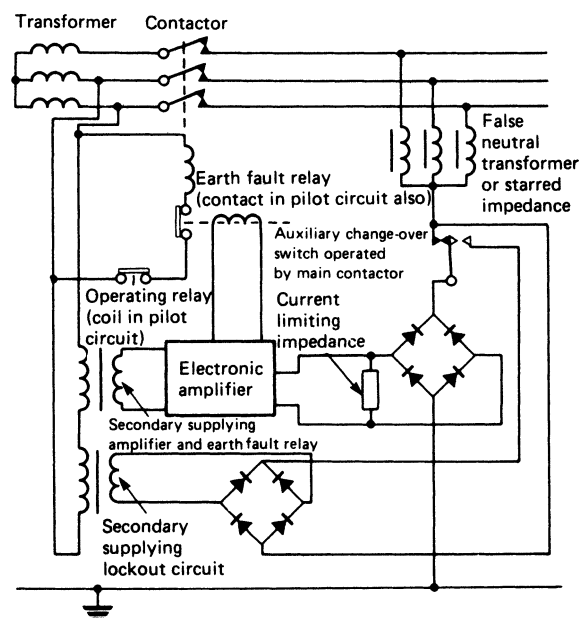 Transformer
Contactor
False
neutral
transformer
or starred
impedance
Earth fault relay
(contact in pilot circuit also)
Auxiliary change-over
switch operated
by main contactor
Operating relay
(coil in pilot
circuit)
Current
limiting
impedance
Electronic
amplifier
Secondary supplying
amplifier and earth fault relay
Secondary
supplying
lockout circuit